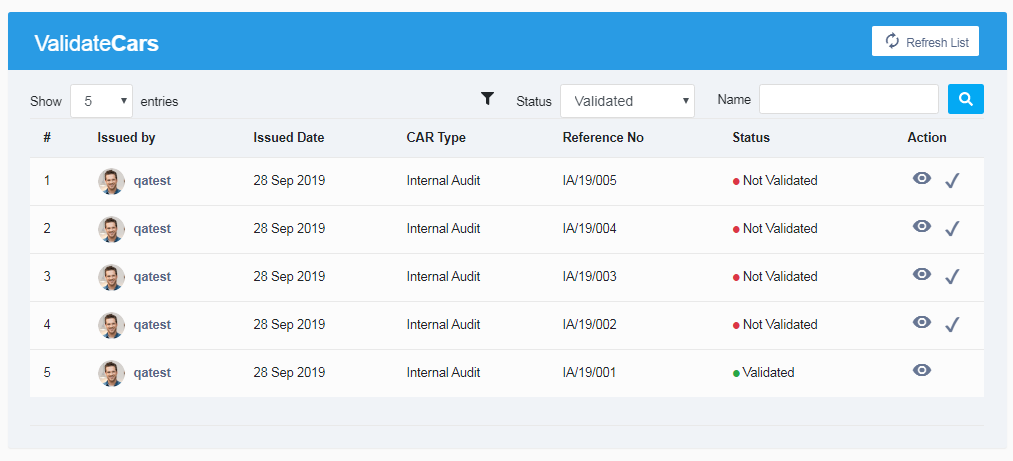 ValidateCars
Refresh List
Show 5 entries Status Validated Name
# Issued by Issued Date CAR Type Reference No Status Action
1 qatest 28 Sep 2019 Internal Audit IA/19/005 Not Validated
2 qatest 28 Sep 2019 Internal Audit IA/19/004 Not Validated
3 qatest 28 Sep 2019 Internal Audit IA/19/003 Not Validated
4 qatest 28 Sep 2019 Internal Audit IA/19/002 Not Validated
5 qatest 28 Sep 2019 Internal Audit IA/19/001 Validated